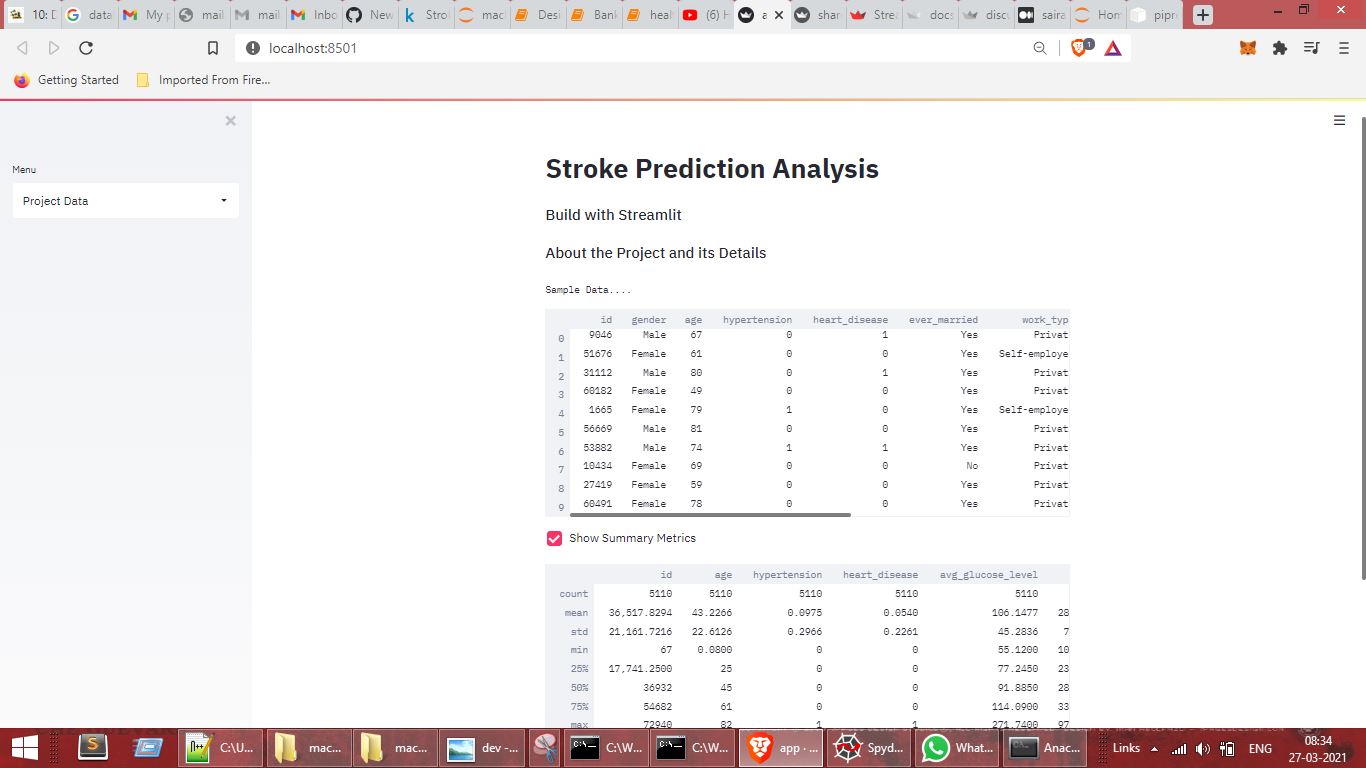 10: D
data
My p
mail
mail
Inbo
New
Stro
mac
Desi
Bank
heal
(6) H
a
shar
Strea
docs
discu
saira
Hom
pipr
localhost:8501
1
Getting Started
Imported From Fire...
Menu
Project Data
Stroke Prediction Analysis
Build with Streamlit
About the Project and its Details
Sample Data....
id gender age hypertension heart_disease ever_married work_typ
0 9046 Male 67 0 1 Yes Privat
1 51676 Female 61 0 0 Yes Self-employe
2 31112 Male 80 0 1 Yes Privat
3 60182 Female 49 0 0 Yes Privat
4 1665 Female 79 1 0 Yes Self-employe
5 56669 Male 81 0 0 Yes Privat
6 53882 Male 74 1 1 Yes Privat
7 10434 Female 69 0 0 No Privat
8 27419 Female 59 0 0 Yes Privat
9 60491 Female 78 0 0 Yes Privat
Show Summary Metrics
id age hypertension heart_disease avg_glucose_level
count 5110 5110 5110 5110 5110
mean 36,517.8294 43.2266 0.0975 0.0540 106.1477 28
std 21,161.7216 22.6126 0.2966 0.2261 45.2836 7
min 67 0.0800 0 0 55.1200 10
25% 17,741.2500 25 0 0 77.2450 23
50% 36932 45 0 0 91.8850 28
75% 54682 61 0 0 114.0900 33
max 72940 82 1 1 271.7400 97
C:\U...
mac...
mac...
dev -...
C:\W...
C:\W...
app · ...
Spyd...
What...
Anac...
Links
ENG
08:34
27-03-2021